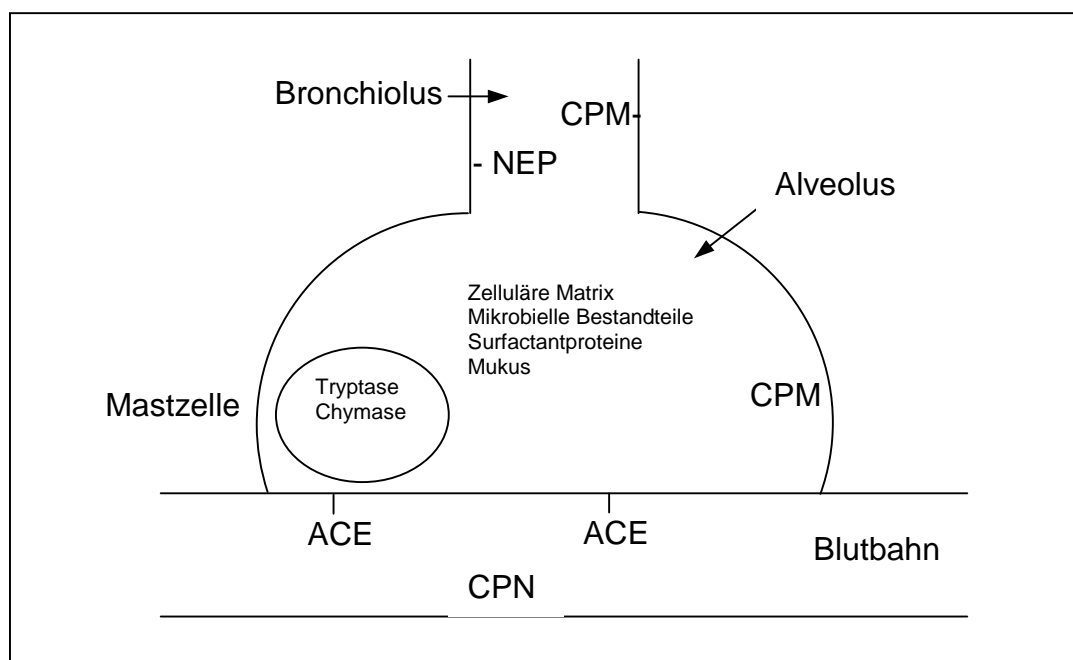 Bronchiolus
CPM-
- NEP
Alveolus
Zelluläre Matrix
Mikrobielle Bestandteile
Surfactantproteine
Mukus
Tryptase
Chymase
Mastzelle
CPM
ACE
ACE
Blutbahn
CPN